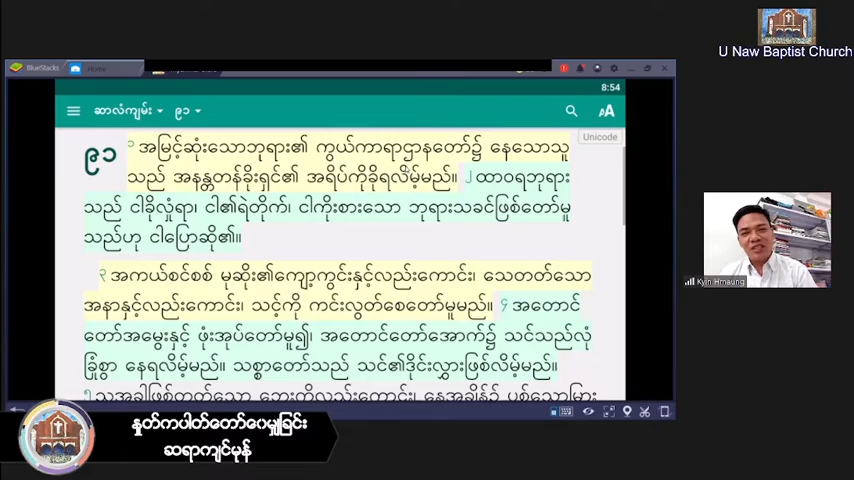 U Naw Baptist Church
BlueStacks
Home
8:54
ဆာလံကျမ်း ၉၁
AA
Unicode
၉၁ ၁ အမြင့်ဆုံးသောဘုရား၏ ကွယ်ကာရာဌာနတော်၌ နေသောသူ
သည် အနန္တတန်ခိုးရှင်၏ အရိပ်ကိုခိုရလိမ့်မည်။ ၂ ထာဝရဘုရား
သည် ငါခိုလှုံရာ၊ ငါ၏ရဲတိုက်၊ ငါကိုးစားသော ဘုရားသခင်ဖြစ်တော်မူ
သည်ဟု ငါပြောဆို၏။
၃ အကယ်စင်စစ် မုဆိုး၏ကျော့ကွင်းနှင့်လည်းကောင်း၊ သေတတ်သော
အနာနှင့်လည်းကောင်း၊ သင့်ကို ကင်းလွတ်စေတော်မူမည်။ ၄ အတောင်
တော်အမွေးနှင့် ဖုံးအုပ်တော်မူ၍၊ အတောင်တော်အောက်၌ သင်သည်လုံ
ခြုံစွာ နေရလိမ့်မည်။ သစ္စာတော်သည် သင်၏ဒိုင်းလွှားဖြစ်လိမ့်မည်။
Kyin Hmaung
နှုတ်ကပါတ်တော်ဝေမျှခြင်း
ဆရာကျင်မုန်